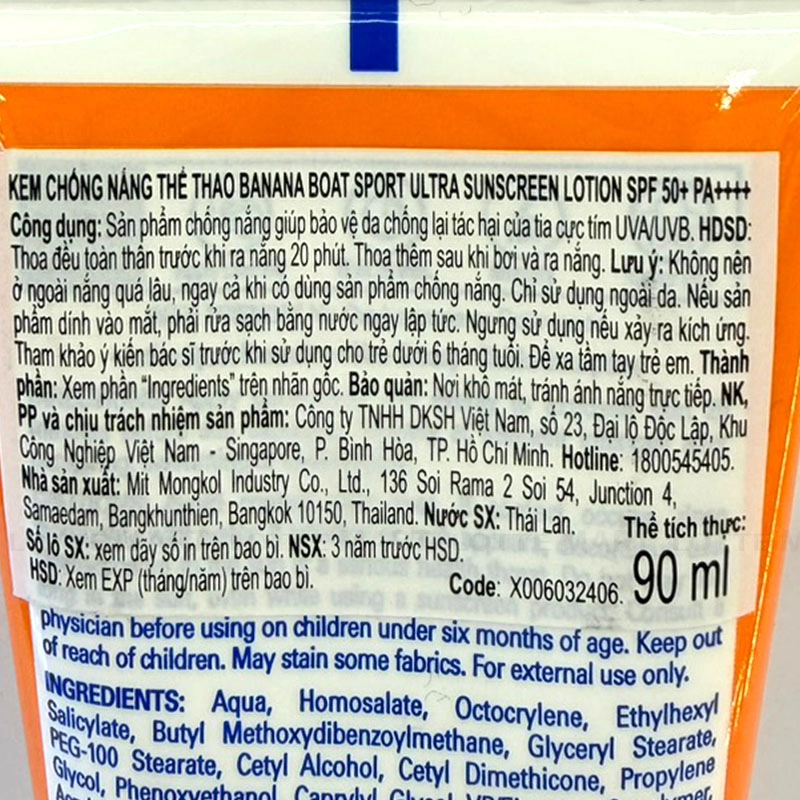 KEM CHỐNG NẮNG THỂ THAO BANANA BOAT SPORT ULTRA SUNSCREEN LOTION SPF 50+ PA++++
Công dụng: Sản phẩm chống nắng giúp bảo vệ da chống lại tác hại của tia cực tím UVA/UVB. HDSD:
Thoa đều toàn thân trước khi ra nắng 20 phút. Thoa thêm sau khi bơi và ra nắng. Lưu ý: Không nên
ở ngoài nắng quá lâu, ngay cả khi có dùng sản phẩm chống nắng. Chỉ sử dụng ngoài da. Nếu sản
phẩm dính vào mắt, phải rửa sạch bằng nước ngay lập tức. Ngưng sử dụng nếu xảy ra kích ứng.
Tham khảo ý kiến bác sĩ trước khi sử dụng cho trẻ dưới 6 tháng tuổi. Để xa tầm tay trẻ em. Thành
phần: Xem phần “Ingredients” trên nhãn gốc. Bảo quản: Nơi khô mát, tránh ánh nắng trực tiếp. NK,
PP và chịu trách nhiệm sản phẩm: Công ty TNHH DKSH Việt Nam, số 23, Đại lộ Độc Lập, Khu
Công Nghiệp Việt Nam - Singapore, P. Bình Hòa, TP. Hồ Chí Minh. Hotline: 1800545405.
Nhà sản xuất: Mit Mongkol Industry Co., Ltd., 136 Soi Rama 2 Soi 54, Junction 4,
Samaedam, Bangkhunthien, Bangkok 10150, Thailand. Nước SX: Thái Lan.
Số lô SX: xem dãy số in trên bao bì. NSX: 3 năm trước HSD.
HSD: Xem EXP (tháng/năm) trên bao bì.
Code: X006032406.
Thể tích thực:
90 ml
physician before using on children under six months of age. Keep out
of reach of children. May stain some fabrics. For external use only.
INGREDIENTS: Aqua, Homosalate, Octocrylene, Ethylhexyl
Salicylate, Butyl Methoxydibenzoylmethane, Glyceryl Stearate,
PEG-100 Stearate, Cetyl Alcohol, Cetyl Dimethicone, Propylene
Glycol, Phenoxyethanol, Caprylyl Glycol,